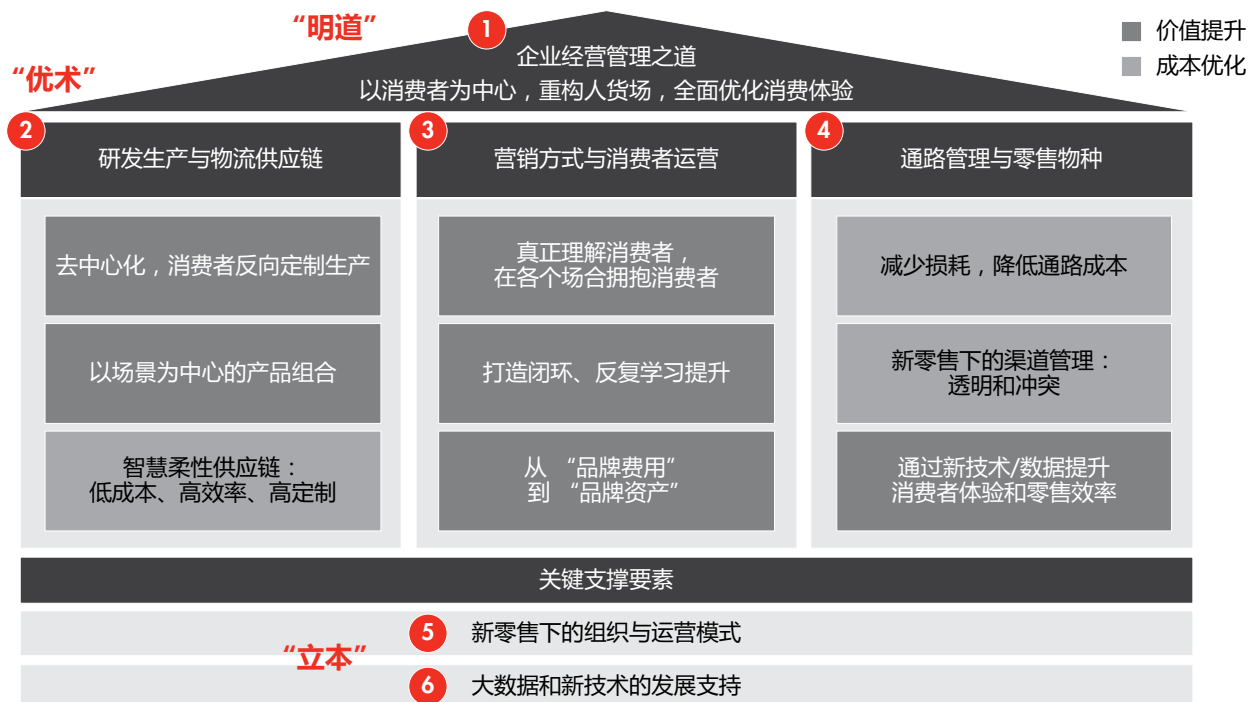 “明道”
1
企业经营管理之道
以消费者为中心，重构人货场，全面优化消费体验
价值提升
成本优化
“优术”
2
研发生产与物流供应链
去中心化，消费者反向定制生产
以场景为中心的产品组合
智慧柔性供应链：
低成本、高效率、高定制
3
营销方式与消费者运营
真正理解消费者，
在各个场合拥抱消费者
打造闭环、反复学习提升
从 “品牌费用”
到 “品牌资产”
4
通路管理与零售物种
减少损耗，降低通路成本
新零售下的渠道管理：
透明和冲突
通过新技术/数据提升
消费者体验和零售效率
关键支撑要素
“立本”
5 新零售下的组织与运营模式
6 大数据和新技术的发展支持